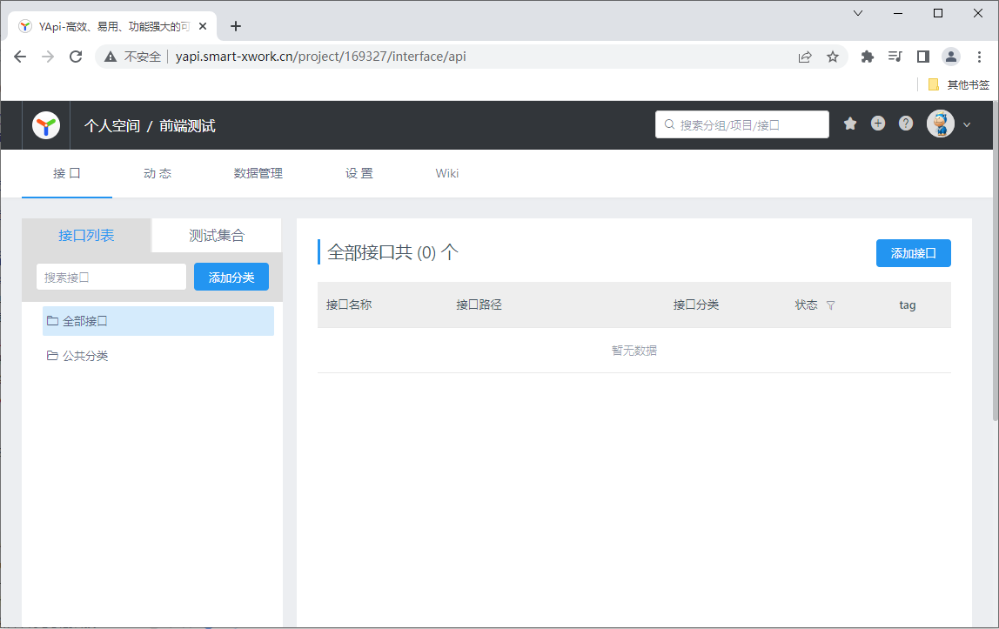 YApi-高效、易用、功能强大的可
不安全 yapi.smart-xwork.cn/project/169327/interface/api
其他书签
个人空间 / 前端测试 搜索分组/项目/接口
接 口 动 态 数据管理 设 置 Wiki
接口列表 测试集合
搜索接口 添加分类
全部接口
公共分类
全部接口共 (0) 个 添加接口
接口名称 接口路径 接口分类 状态 tag
暂无数据